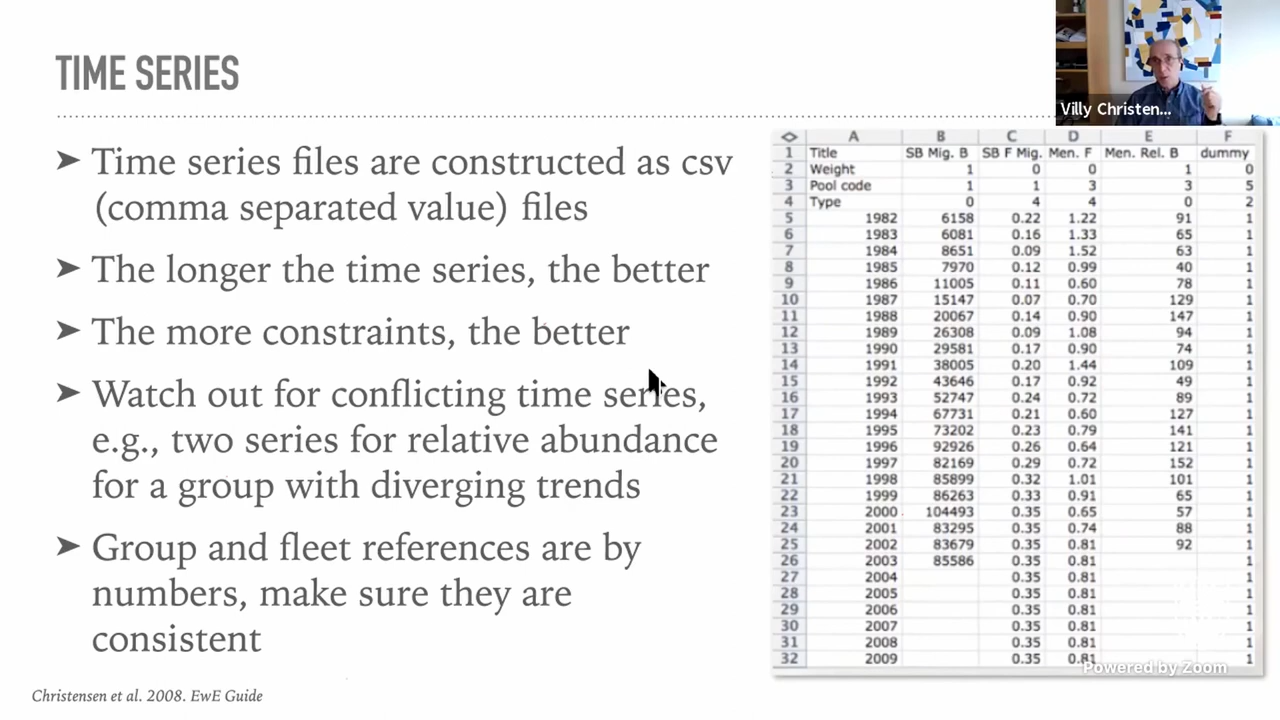 TIME SERIES
Villy Christen...
➤ Time series files are constructed as csv
(comma separated value) files
➤ The longer the time series, the better
➤ The more constraints, the better
➤ Watch out for conflicting time series,
e.g., two series for relative abundance
for a group with diverging trends
➤ Group and fleet references are by
numbers, make sure they are
consistent
Christensen et al. 2008. EwE Guide
A B C D E F
1 Title SB Mig. B SB F Mig. Men. F Men. Rel. B dummy
2 Weight 1 0 0 1 0
3 Pool code 1 1 3 3 5
4 Type 0 4 4 0 2
5 1982 6158 0.22 1.22 91 1
6 1983 6081 0.16 1.33 65 1
7 1984 8651 0.09 1.52 63 1
8 1985 7970 0.12 0.99 40 1
9 1986 11005 0.11 0.60 78 1
10 1987 15147 0.07 0.70 129 1
11 1988 20067 0.14 0.90 147 1
12 1989 26308 0.09 1.08 94 1
13 1990 29581 0.17 0.90 74 1
14 1991 38005 0.20 1.44 109 1
15 1992 43646 0.17 0.92 49 1
16 1993 52747 0.24 0.72 89 1
17 1994 67731 0.21 0.60 127 1
18 1995 73202 0.23 0.79 141 1
19 1996 92926 0.26 0.64 121 1
20 1997 82169 0.29 0.72 152 1
21 1998 85899 0.32 1.01 101 1
22 1999 86263 0.33 0.91 65 1
23 2000 104493 0.35 0.65 57 1
24 2001 83295 0.35 0.74 88 1
25 2002 83679 0.35 0.81 92 1
26 2003 85586 0.35 0.81 1
27 2004 0.35 0.81 1
28 2005 0.35 0.81 1
29 2006 0.35 0.81 1
30 2007 0.35 0.81 1
31 2008 0.35 0.81 1
32 2009 0.35 0.81 1
Powered by Zoom